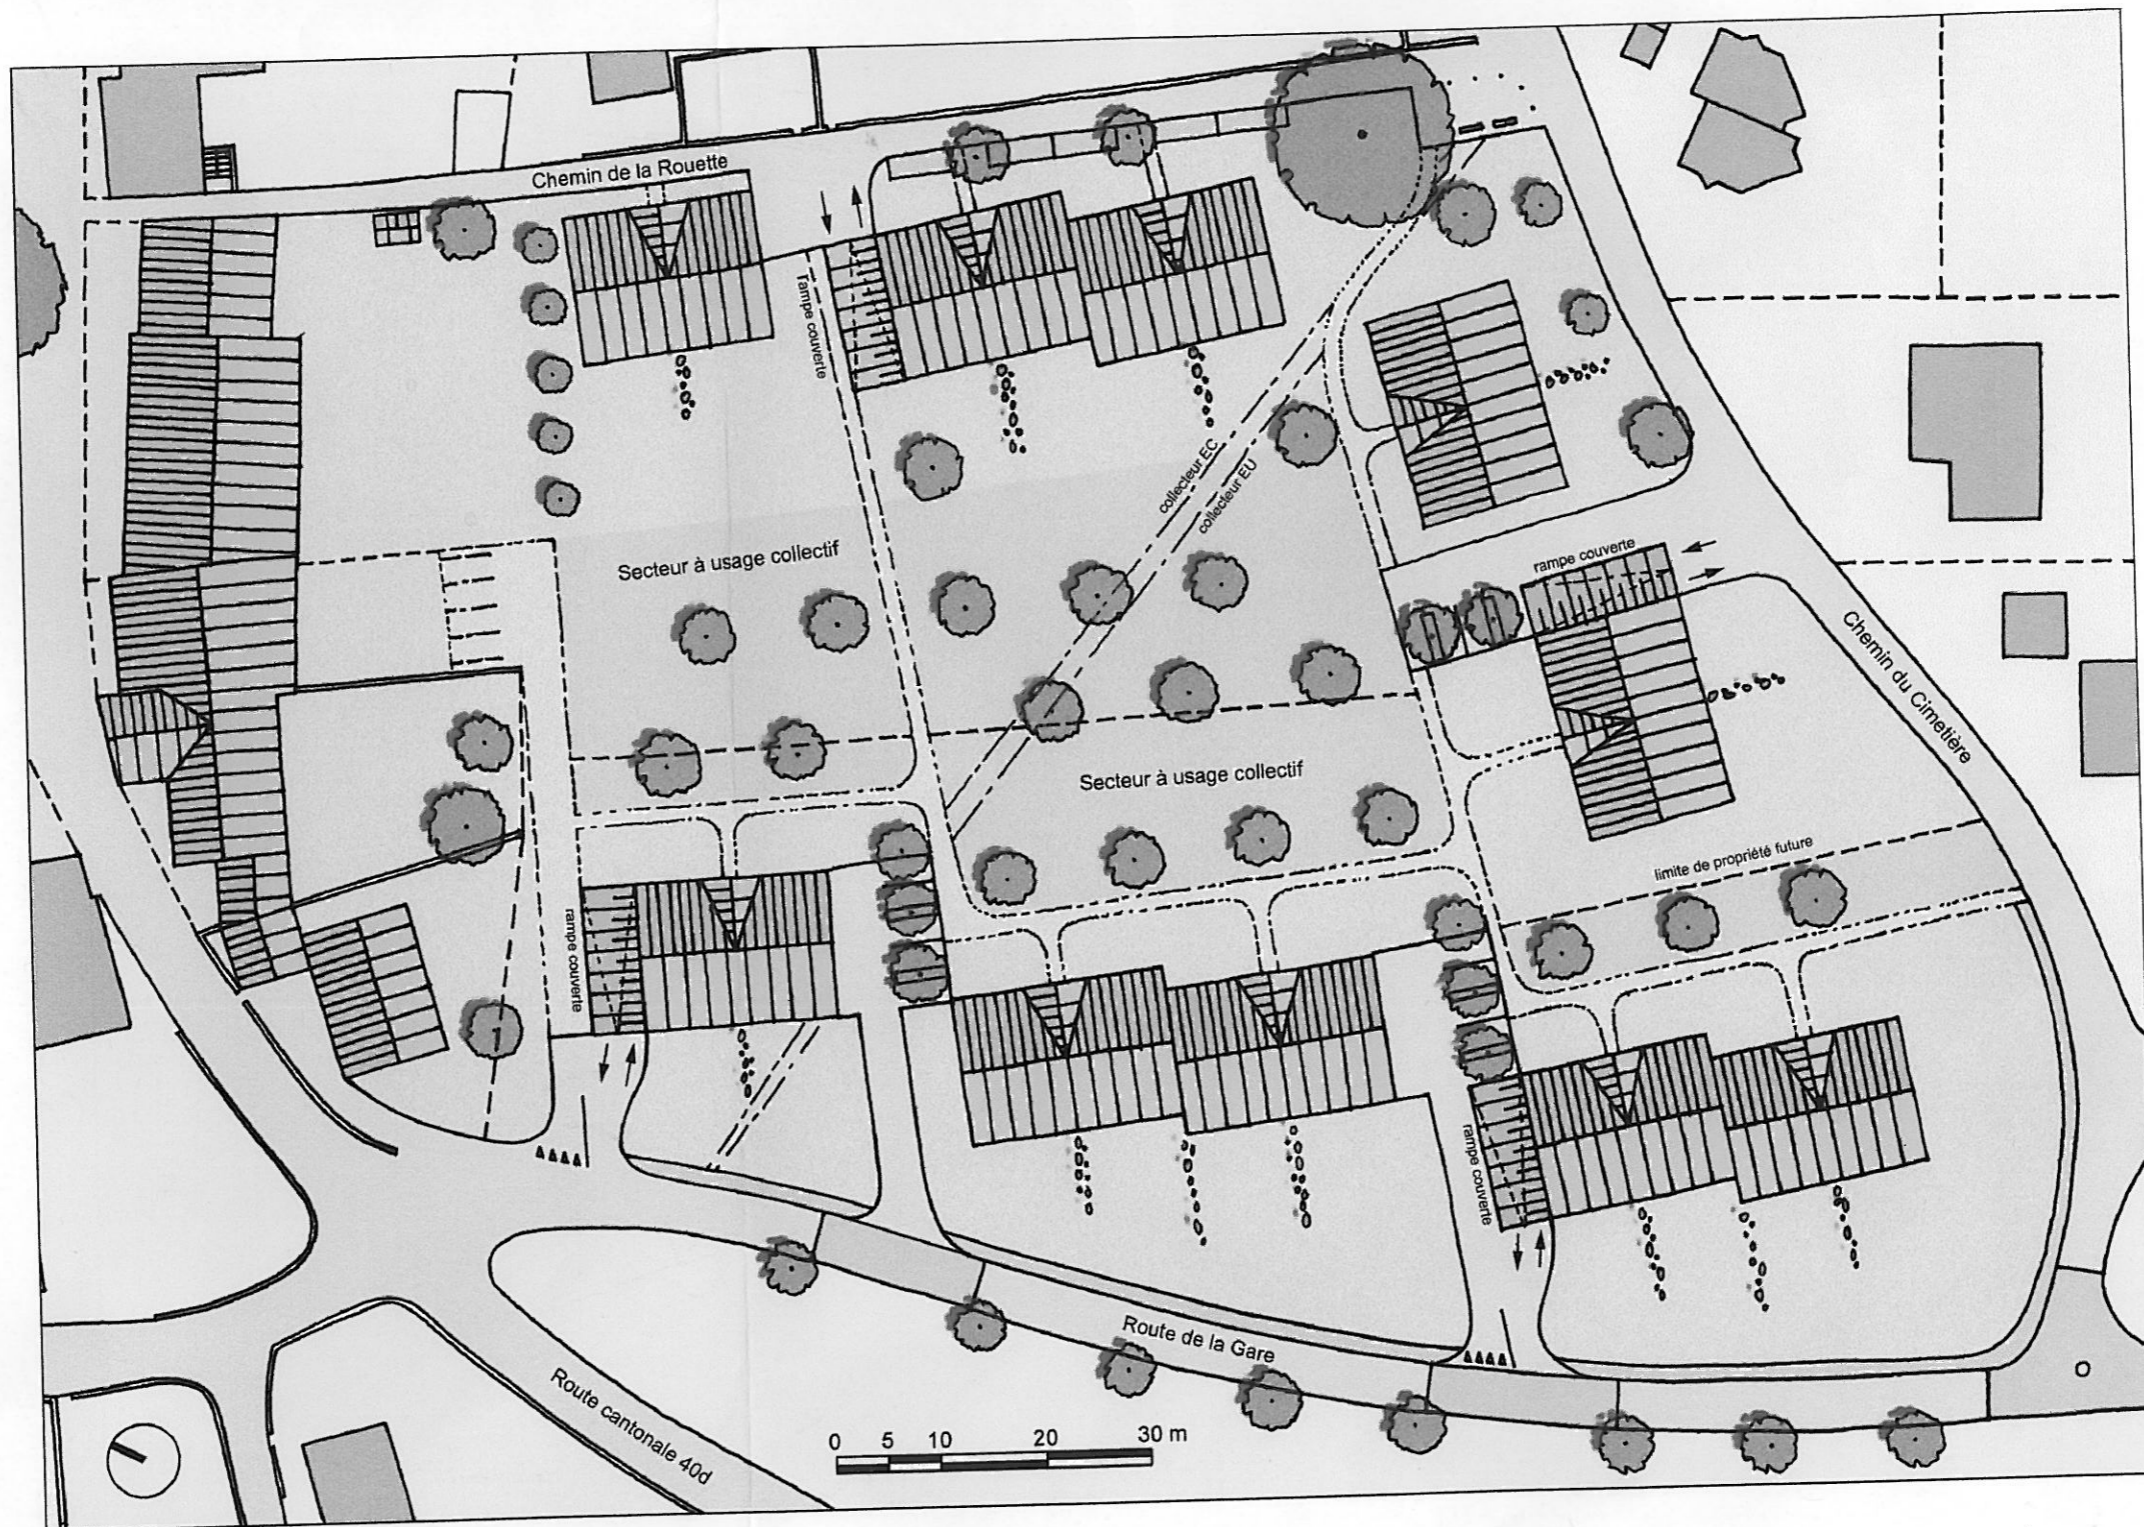 Chemin de la Rouette
rampe couverte
collecteur EC
collecteur EU
Secteur à usage collectif
rampe couverte
Chemin du Cimetière
Secteur à usage collectif
limite de propriété future
rampe couverte
1
rampe couverte
Route de la Gare
Route cantonale 40d
0 5 10 20 30 m